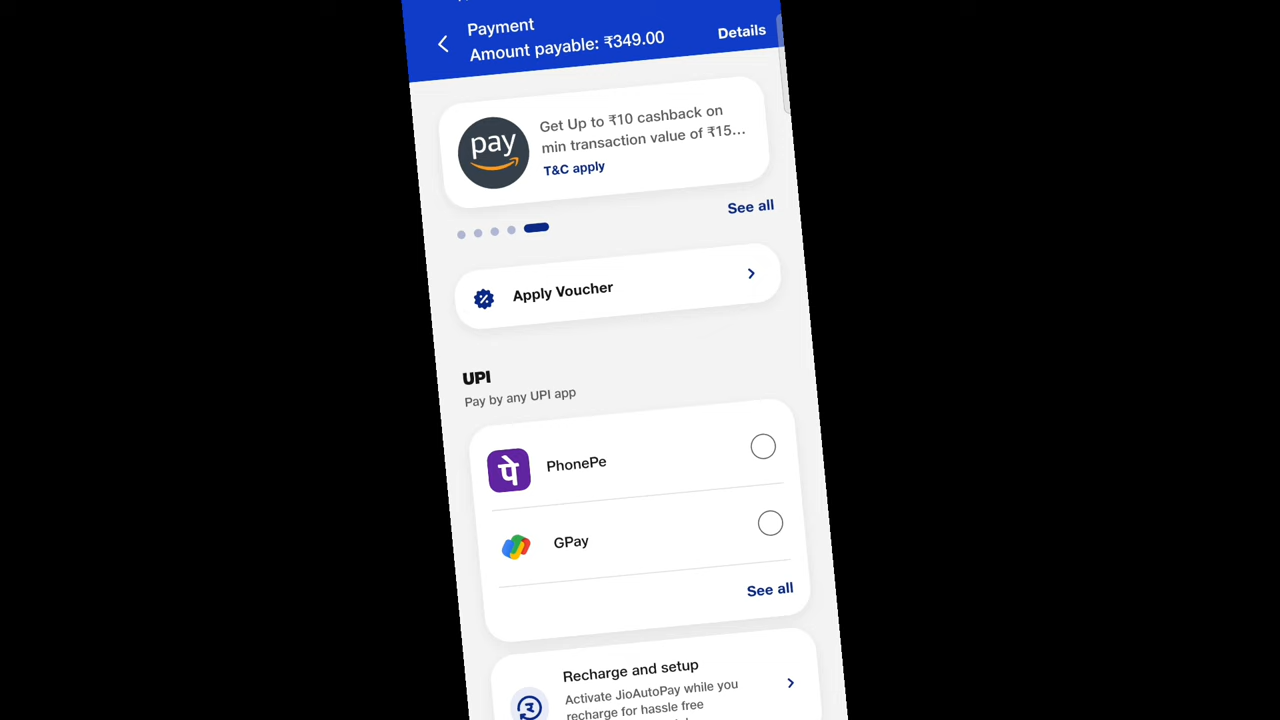 Payment
Amount payable: ₹349.00
Details
pay
Get Up to ₹10 cashback on
min transaction value of ₹15...
T&C apply
See all
Apply Voucher
UPI
Pay by any UPI app
पे
PhonePe
GPay
See all
Recharge and setup
Activate JioAutoPay while you
recharge for hassle free